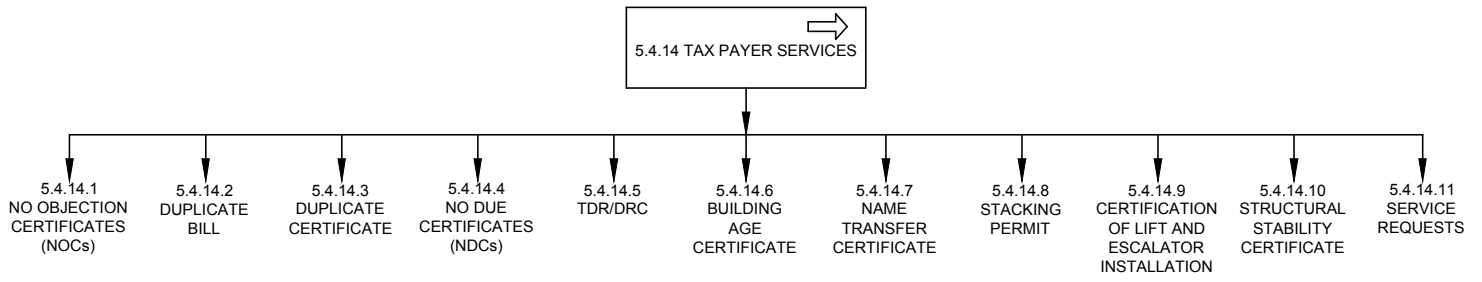 5.4.14 TAX PAYER SERVICES
5.4.14.1
NO OBJECTION
CERTIFICATES
(NOCs)
5.4.14.2
DUPLICATE
BILL
5.4.14.3
DUPLICATE
CERTIFICATE
5.4.14.4
NO DUE
CERTIFICATES
(NDCs)
5.4.14.5
TDR/DRC
5.4.14.6
BUILDING
AGE
CERTIFICATE
5.4.14.7
NAME
TRANSFER
CERTIFICATE
5.4.14.8
STACKING
PERMIT
5.4.14.9
CERTIFICATION
OF LIFT AND
ESCALATOR
INSTALLATION
5.4.14.10
STRUCTURAL
STABILITY
CERTIFICATE
5.4.14.11
SERVICE
REQUESTS